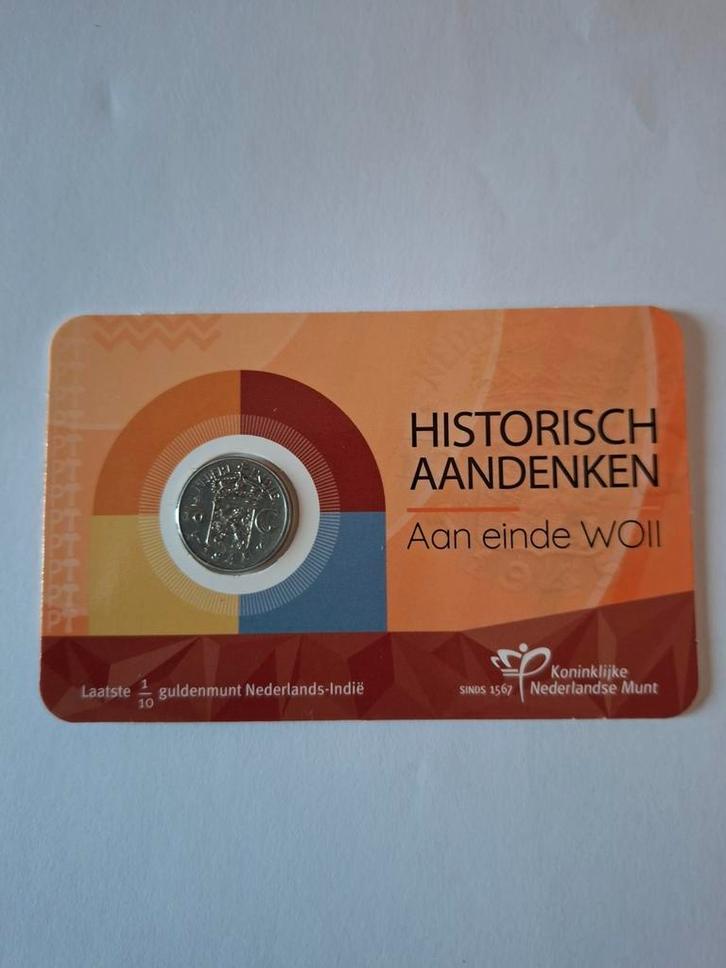 HISTORISCH
AANDENKEN
Aan einde WOII
Laatste 1/10 guldenmunt Nederlands-Indië
SINDS 1567
Koninklijke
Nederlandse Munt